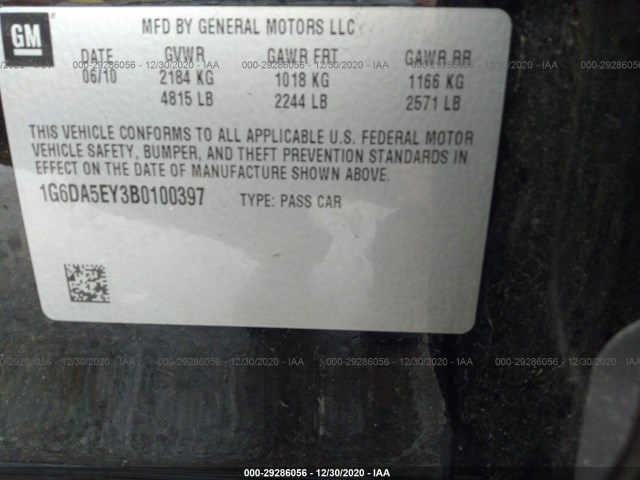 GM
MFD BY GENERAL MOTORS LLC
DATE GVWR GAWR FRT GAWR RR
06/10 2184 KG 1018 KG 1166 KG
4815 LB 2244 LB 2571 LB
THIS VEHICLE CONFORMS TO ALL APPLICABLE U.S. FEDERAL MOTOR
VEHICLE SAFETY, BUMPER, AND THEFT PREVENTION STANDARDS IN
EFFECT ON THE DATE OF MANUFACTURE SHOWN ABOVE.
1G6DA5EY3B0100397 TYPE: PASS CAR
000-29286056 - 12/30/2020 - IAA